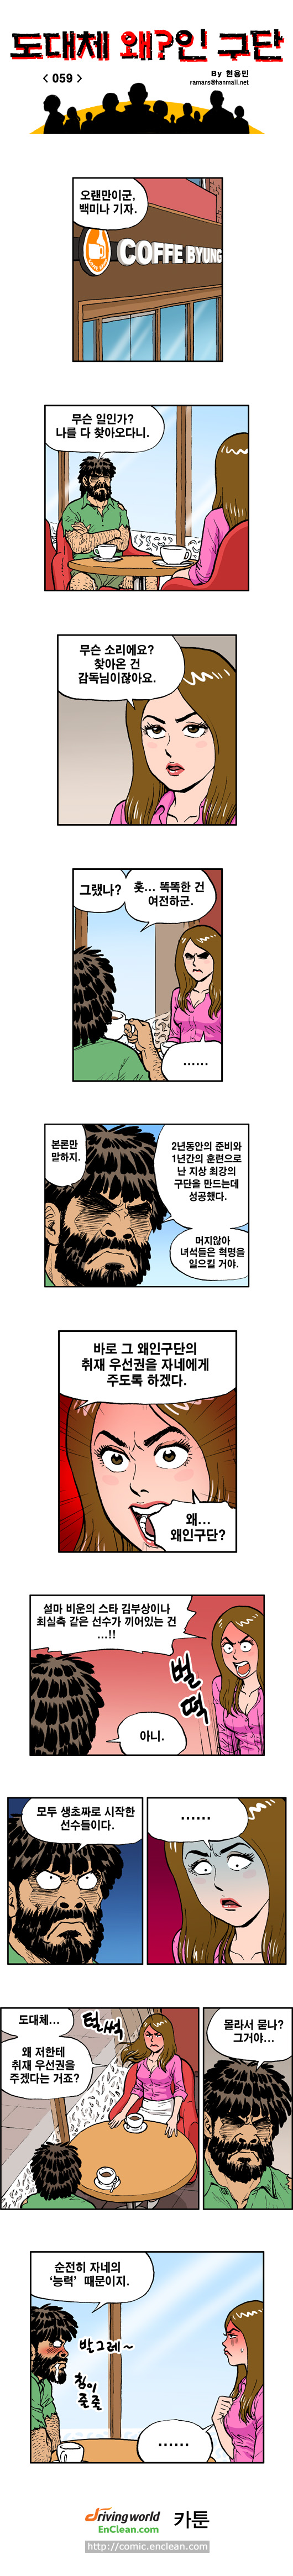 도대체 왜?인 구단
< 059 >
By 현용민
ramans@hanmail.net
오랜만이군,
백미나 기자.
COFFE BYUNG
무슨 일인가?
나를 다 찾아오다니.
무슨 소리에요?
찾아온 건
감독님이잖아요.
그랬나?
훗... 똑똑한 건
여전하군.
......
본론만
말하지.
2년동안의 준비와
1년간의 훈련으로
난 지상 최강의
구단을 만드는데
성공했다.
머지않아
녀석들은 혁명을
일으킬 거야.
바로 그 왜인구단의
취재 우선권을 자네에게
주도록 하겠다.
왜...
왜인구단?
설마 비운의 스타 김부상이나
최실축 같은 선수가 끼어있는 건
...!!
벌떡
아니.
모두 생초짜로 시작한
선수들이다.
......
도대체...
털썩
왜 저한테
취재 우선권을
주겠다는 거죠?
몰라서 묻나?
그거야...
순전히 자네의
'능력' 때문이지.
발그레~
힘이
쭌쭌
......
driving world
EnClean.com
카툰
http://comic.enclean.com